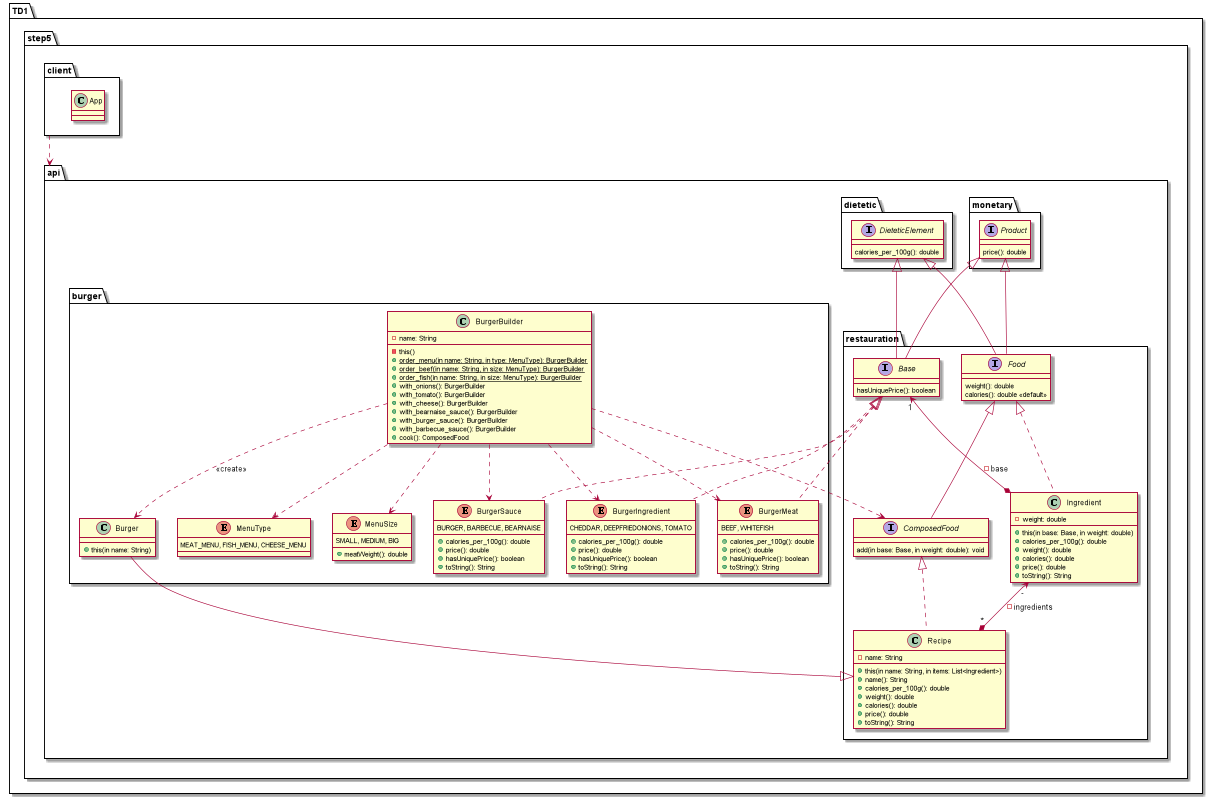 TD1
step5
client
C App
api
dietetic
I DieteticElement
calories_per_100g(): double
monetary
I Product
price(): double
burger
C BurgerBuilder
name: String
this()
order_menu(in name: String, in type: MenuType): BurgerBuilder
order_beef(in name: String, in size: MenuType): BurgerBuilder
order_fish(in name: String, in size: MenuType): BurgerBuilder
with_onions(): BurgerBuilder
with_tomato(): BurgerBuilder
with_cheese(): BurgerBuilder
with_bearnaise_sauce(): BurgerBuilder
with_burger_sauce(): BurgerBuilder
with_barbecue_sauce(): BurgerBuilder
cook(): ComposedFood
«create»
C Burger
this(in name: String)
E MenuType
MEAT_MENU, FISH_MENU, CHEESE_MENU
E MenuSize
SMALL, MEDIUM, BIG
meatWeight(): double
E BurgerSauce
BURGER, BARBECUE, BEARNAISE
calories_per_100g(): double
price(): double
hasUniquePrice(): boolean
toString(): String
E BurgerIngredient
CHEDDAR, DEEPFRIEDONIONS, TOMATO
calories_per_100g(): double
price(): double
hasUniquePrice(): boolean
toString(): String
E BurgerMeat
BEEF, WHITEFISH
calories_per_100g(): double
price(): double
hasUniquePrice(): boolean
toString(): String
restauration
I Base
hasUniquePrice(): boolean
I Food
weight(): double
calories(): double «default»
1
base
I ComposedFood
add(in base: Base, in weight: double): void
C Ingredient
weight: double
this(in base: Base, in weight: double)
calories_per_100g(): double
weight(): double
calories(): double
price(): double
toString(): String
ingredients
*
C Recipe
name: String
this(in name: String, in items: List<Ingredient>)
name(): String
calories_per_100g(): double
weight(): double
calories(): double
price(): double
toString(): String